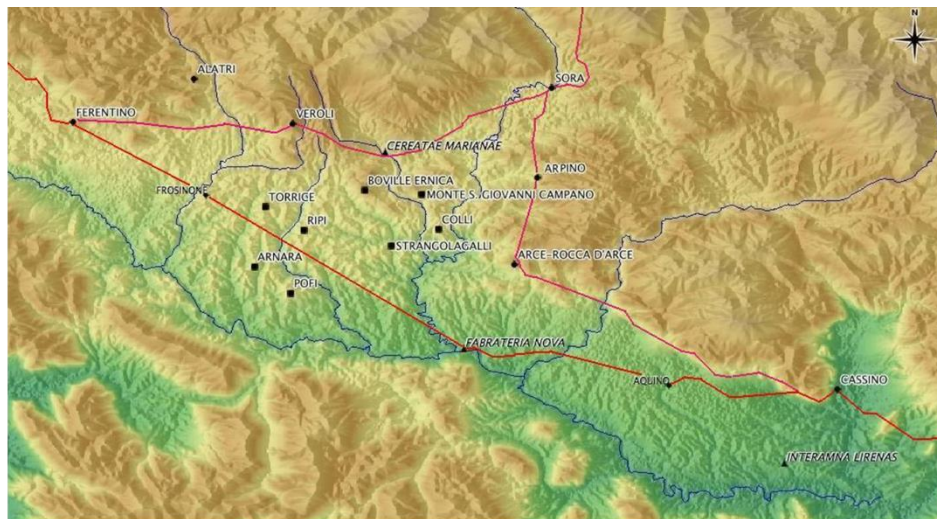 N
ALATRI
SORA
FERENTINO
VEROLI
CEREATAE MARIANAE
ARPINO
BOVILLE ERNICA
FROSINONE
MONTE S. GIOVANNI CAMPANO
TORRICE
RIPI
COLLI
STRANGOLAGALLI
ARNARA
ARCE-ROCCA D'ARCE
POFI
FABRATERIA NOVA
AQUINO
CASSINO
INTERAMNA LIRENAS